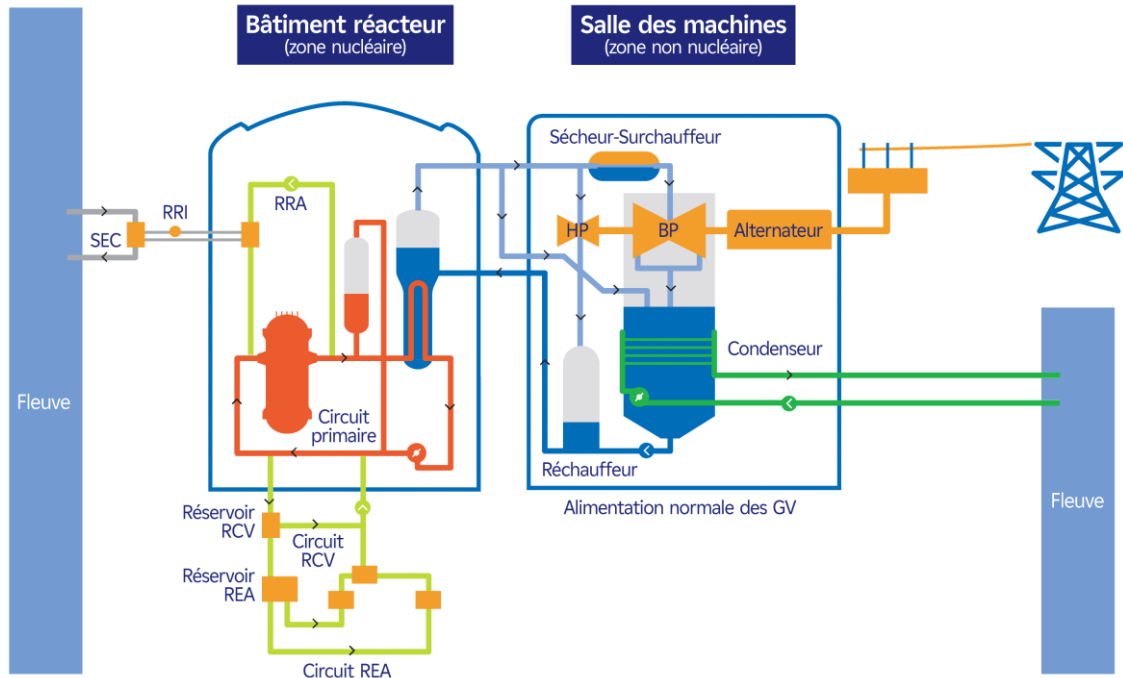 Bâtiment réacteur
(zone nucléaire)
Salle des machines
(zone non nucléaire)
Sécheur-Surchauffeur
RRI
RRA
SEC
HP
BP
Alternateur
Condenseur
Fleuve
Circuit
primaire
Réchauffeur
Fleuve
Alimentation normale des GV
Réservoir
RCV
Circuit
RCV
Réservoir
REA
Circuit REA